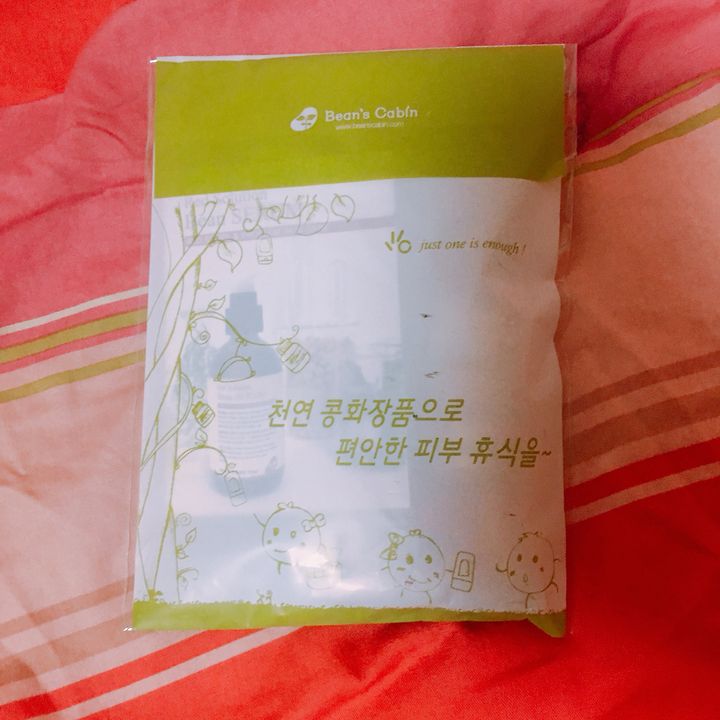 Bean's Cabin
www.beanscabin.com
just one is enough!
천연 콩화장품으로
편안한 피부 휴식을~